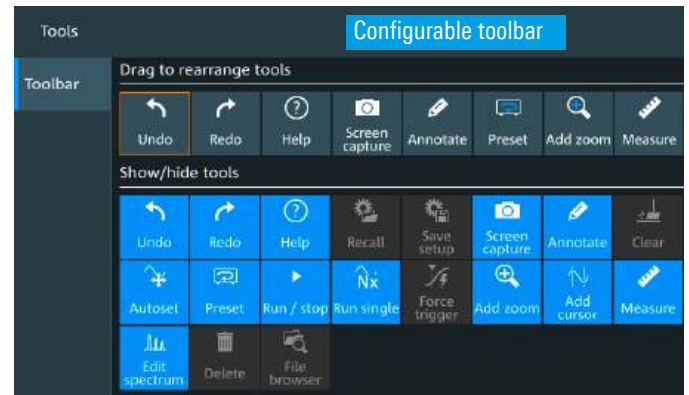 Tools
Configurable toolbar
Toolbar
Drag to rearrange tools
Undo Redo Help Screen capture Annotate Preset Add zoom Measure
Show/hide tools
Undo Redo Help Recall Save setup Screen capture Annotate Clear
Autoset Preset Run / stop Run single Force trigger Add zoom Add cursor Measure
Edit spectrum Delete File browser